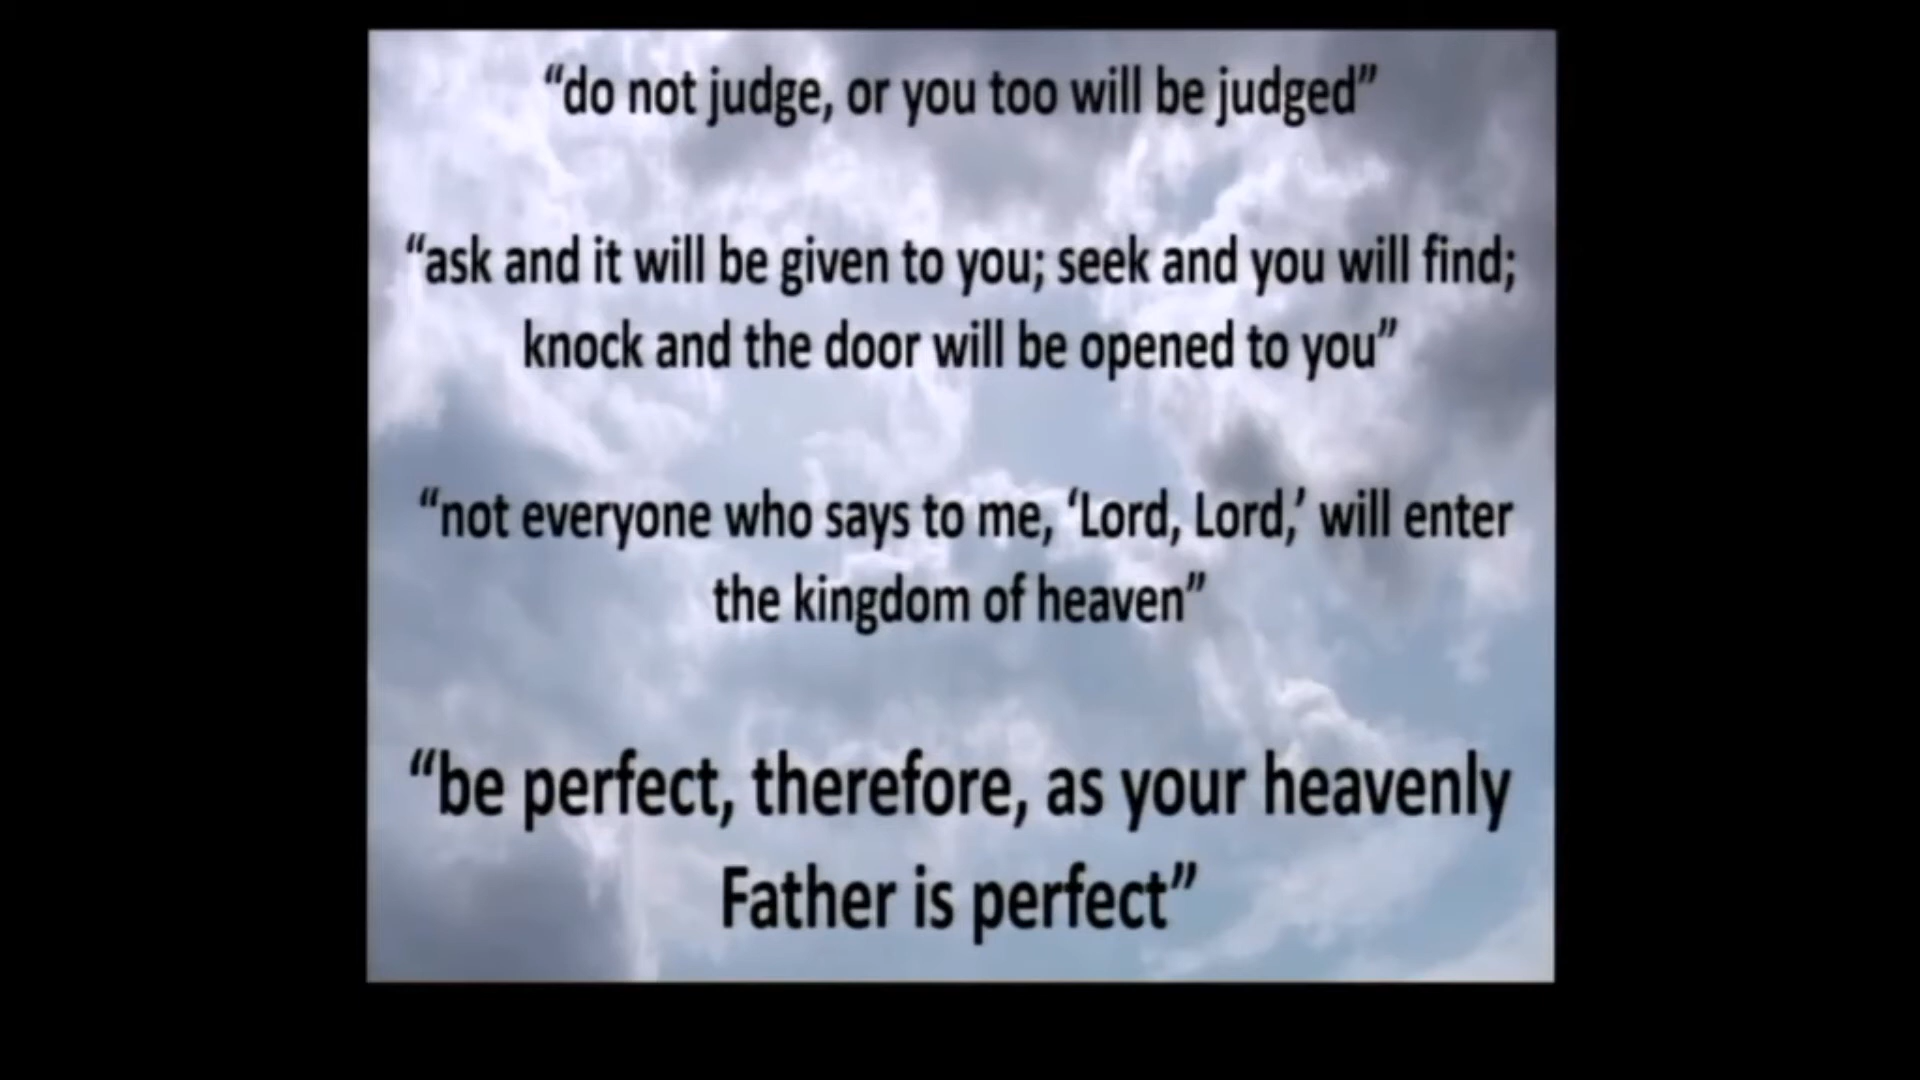 “do not judge, or you too will be judged”
“ask and it will be given to you; seek and you will find;
knock and the door will be opened to you”
“not everyone who says to me, ‘Lord, Lord,’ will enter
the kingdom of heaven”
“be perfect, therefore, as your heavenly
Father is perfect”